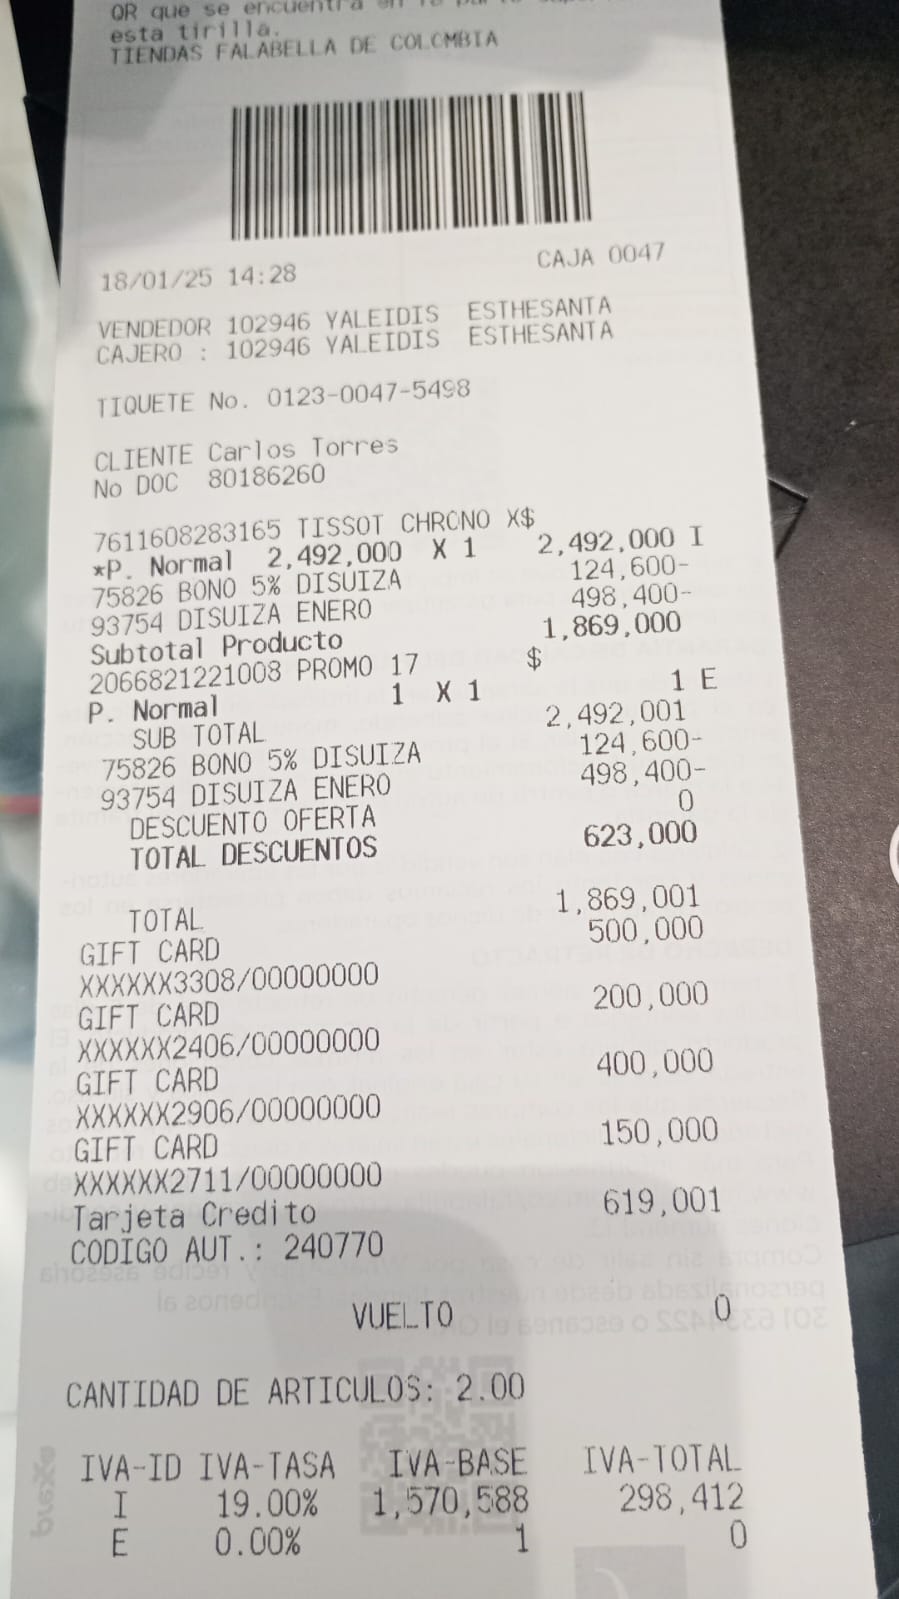 QR que se encuentra en la
esta tirilla.
TIENDAS FALABELLA DE COLOMBIA
18/01/25 14:28 CAJA 0047
VENDEDOR 102946 YALEIDIS ESTHESANTA
CAJERO : 102946 YALEIDIS ESTHESANTA
TIQUETE No. 0123-0047-5498
CLIENTE Carlos Torres
No DOC 80186260
7611608283165 TISSOT CHRONO X$
*P. Normal 2,492,000 X 1 2,492,000 I
75826 BONO 5% DISUIZA 124,600-
93754 DISUIZA ENERO 498,400-
Subtotal Producto 1,869,000
2066821221008 PROMO 17 $
P. Normal 1 X 1 1 E
SUB TOTAL 2,492,001
75826 BONO 5% DISUIZA 124,600-
93754 DISUIZA ENERO 498,400-
DESCUENTO OFERTA 0
TOTAL DESCUENTOS 623,000
TOTAL 1,869,001
GIFT CARD 500,000
XXXXXX3308/00000000
GIFT CARD 200,000
XXXXXX2406/00000000
GIFT CARD 400,000
XXXXXX2906/00000000
GIFT CARD 150,000
XXXXXX2711/00000000
Tarjeta Credito 619,001
CODIGO AUT.: 240770
VUELTO 0
CANTIDAD DE ARTICULOS: 2.00
IVA-ID IVA-TASA IVA-BASE IVA-TOTAL
I 19.00% 1,570,588 298,412
E 0.00% 1 0